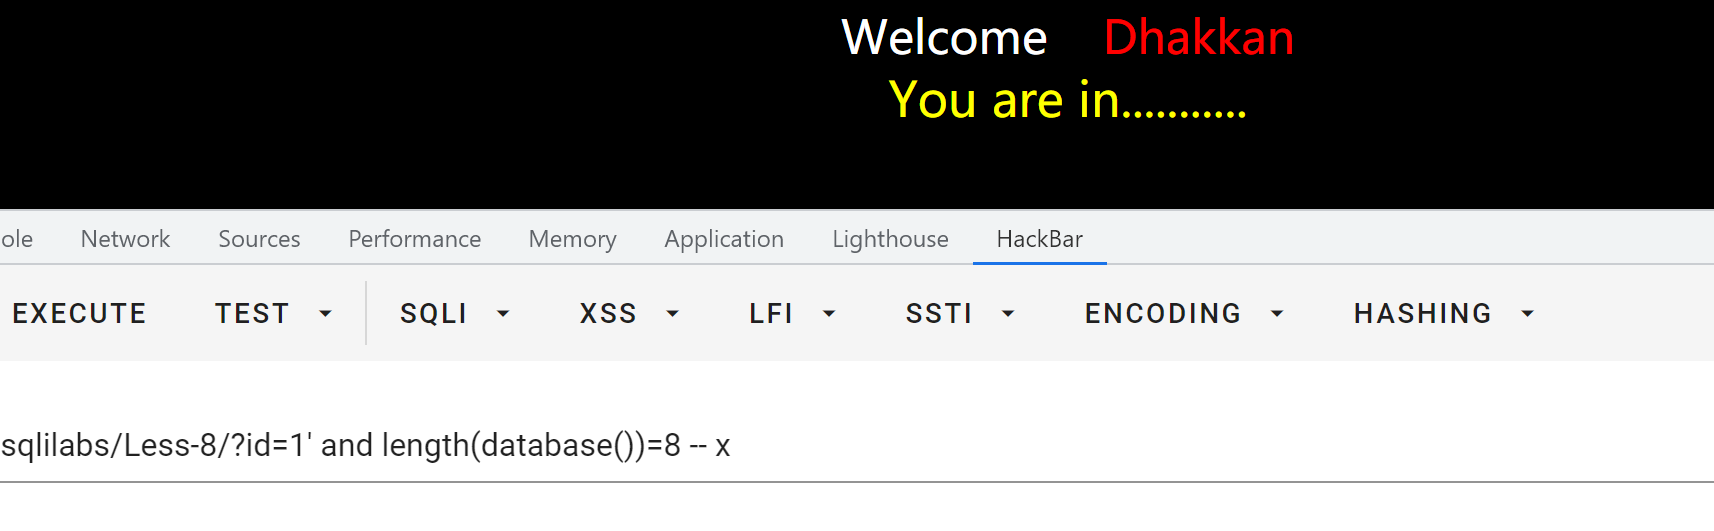 Welcome Dhakkan
You are in...........
ole Network Sources Performance Memory Application Lighthouse HackBar
EXECUTE TEST SQLI XSS LFI SSTI ENCODING HASHING
sqlilabs/Less-8/?id=1' and length(database())=8 -- x